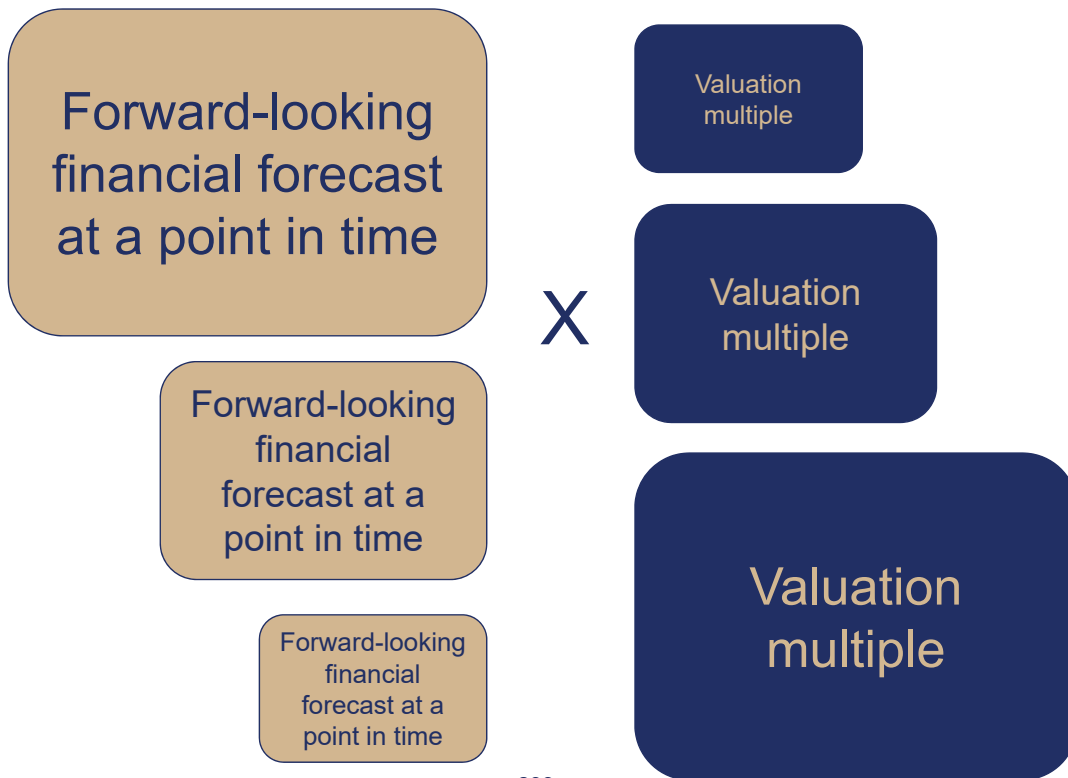 Forward-looking
financial forecast
at a point in time
Forward-looking
financial
forecast at a
point in time
Forward-looking
financial
forecast at a
point in time
X
Valuation
multiple
Valuation
multiple
Valuation
multiple